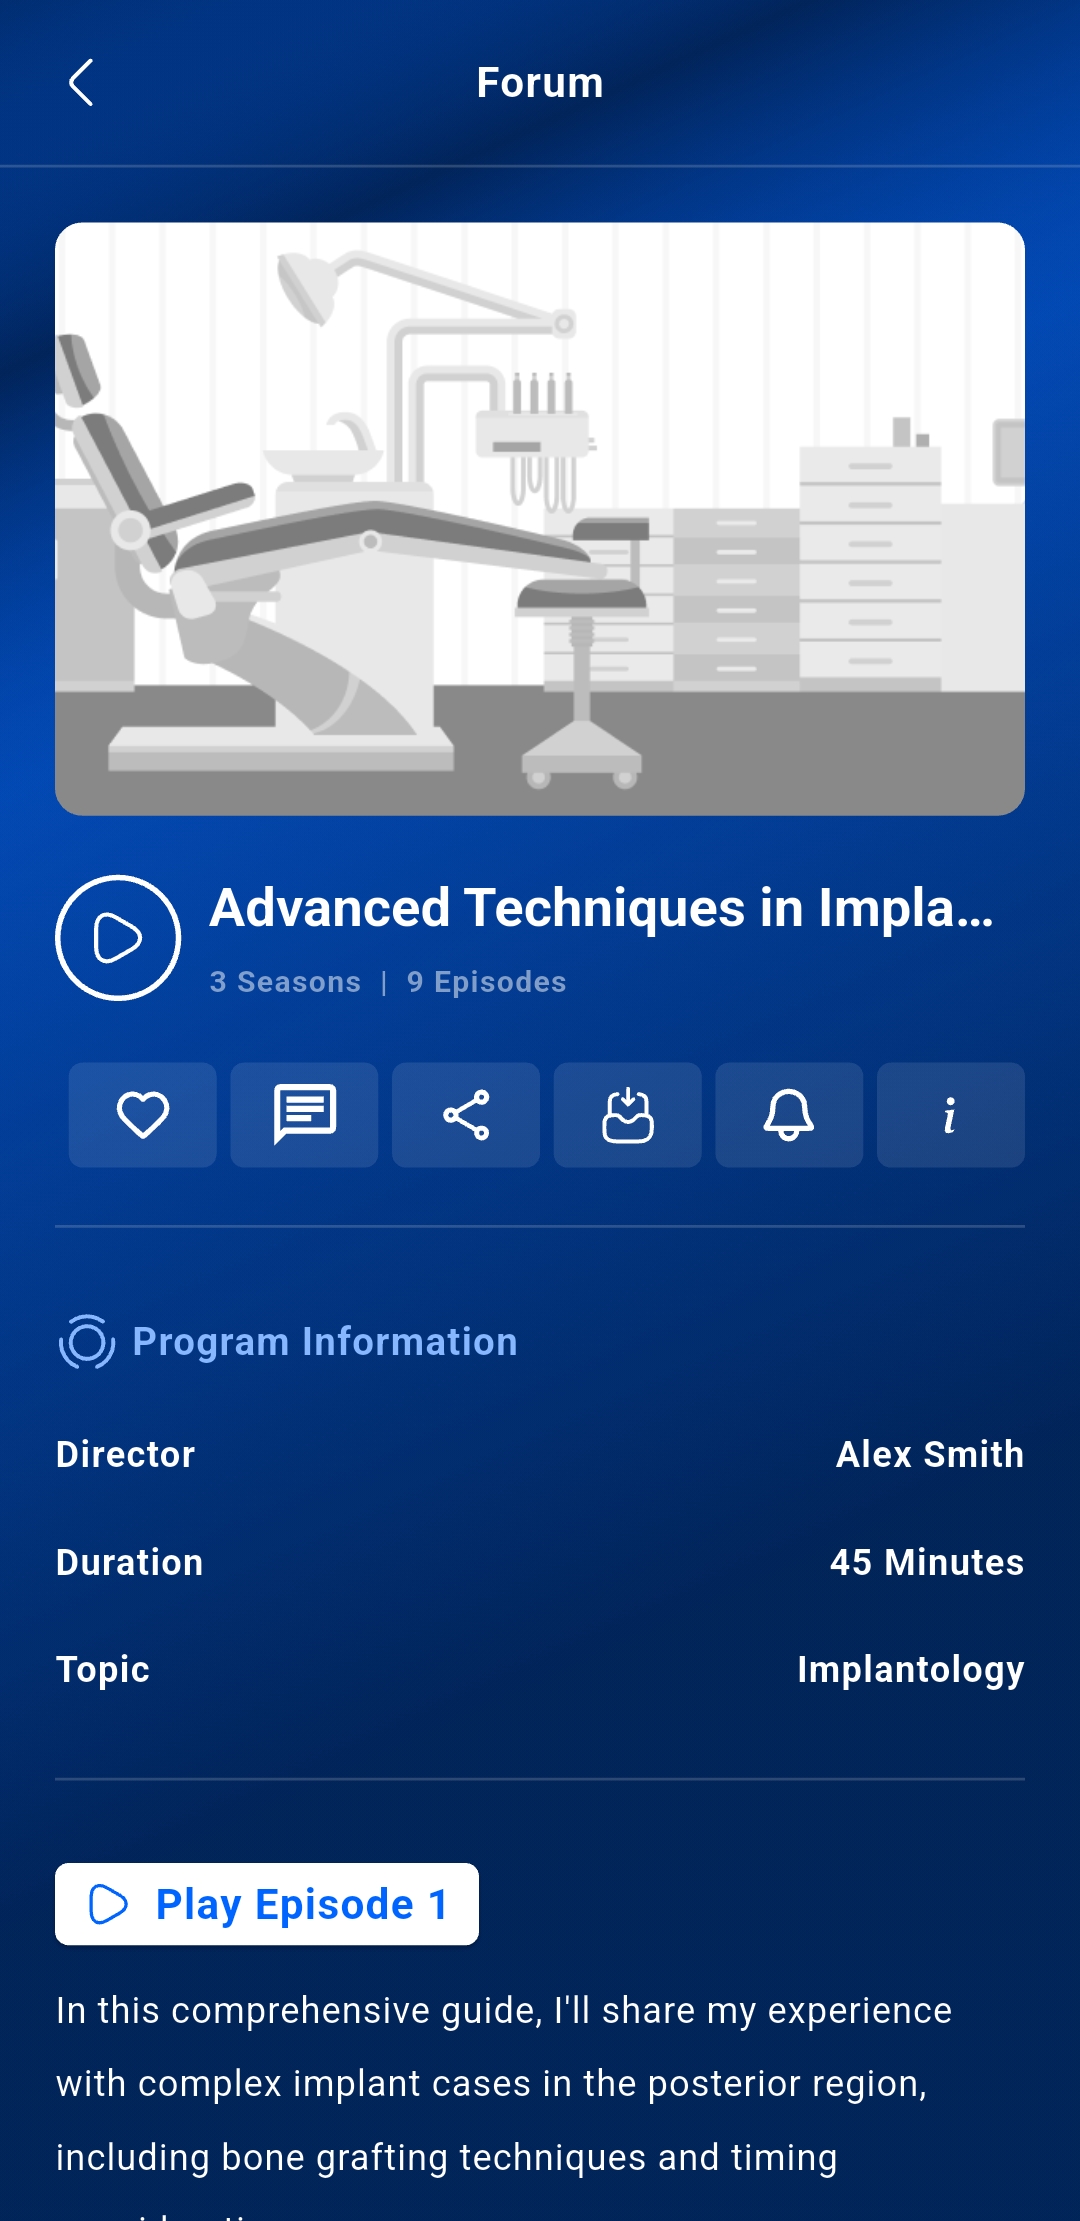 Forum
Advanced Techniques in Impla...
3 Seasons | 9 Episodes
i
Program Information
Director Alex Smith
Duration 45 Minutes
Topic Implantology
Play Episode 1
In this comprehensive guide, I'll share my experience
with complex implant cases in the posterior region,
including bone grafting techniques and timing